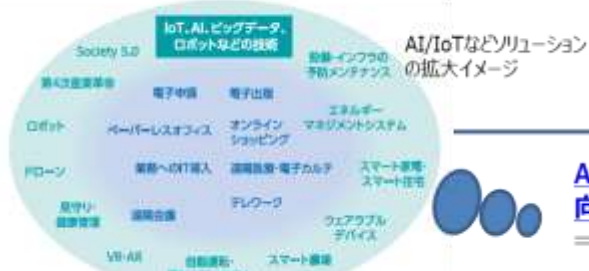 IoT、AI、ビッグデータ、
ロボットなどの技術
AI/IoTなどソリューション
の拡大イメージ
Society 5.0
設備・インフラの
予防メンテナンス
第4次産業革命
電子申請
電子出版
エネルギー
マネジメントシステム
ロボット
ペーパーレスオフィス
オンライン
ショッピング
ドローン
業務へのIT導入
遠隔医療・電子カルテ
スマート家電・
スマート住宅
見守り・
健康管理
遠隔会議
テレワーク
ウェアラブル
デバイス
VR・AR
自動運転・
スマート農場
A
向